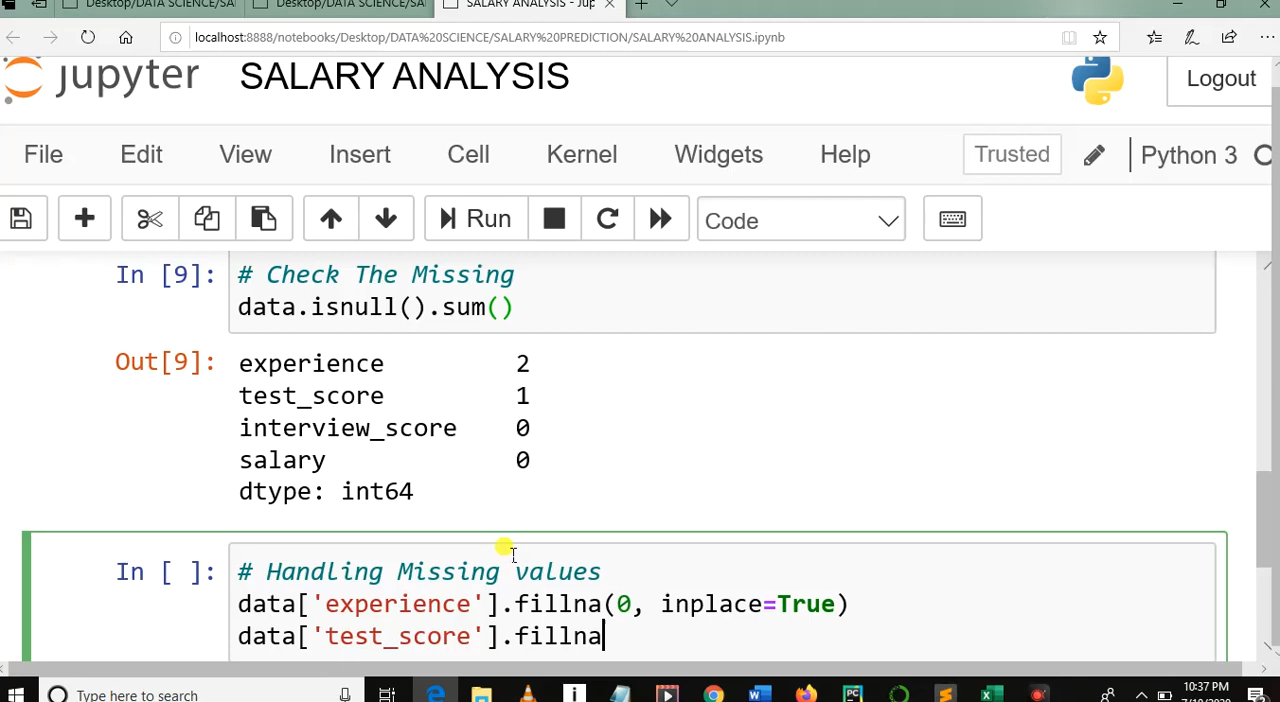 Desktop/DATA SCIENCE/SA
Desktop/DATA SCIENCE/SA
SALARY ANALYSIS - Jup
localhost:8888/notebooks/Desktop/DATA%20SCIENCE/SALARY%20PREDICTION/SALARY%20ANALYSIS.ipynb
jupyter SALARY ANALYSIS Logout
File Edit View Insert Cell Kernel Widgets Help Trusted Python 3
Run Code
In [9]: # Check The Missing
data.isnull().sum()
Out[9]: experience 2
test_score 1
interview_score 0
salary 0
dtype: int64
In [ ]: # Handling Missing values
data['experience'].fillna(0, inplace=True)
data['test_score'].fillna
Type here to search
10:37 PM